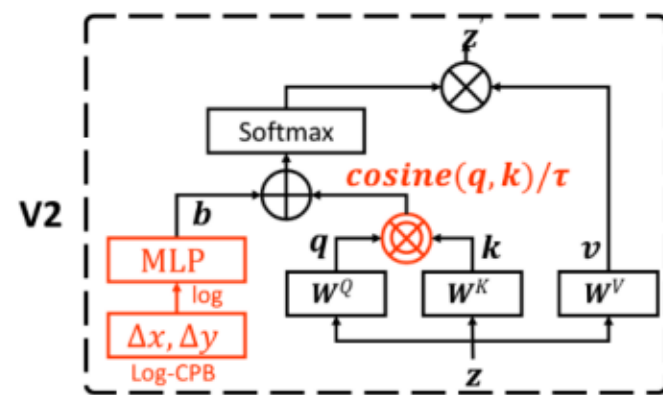 z′
Softmax
cosine(q, k)/τ
V2
b
q
k
v
MLP
W^Q
W^K
W^V
log
Δx, Δy
Log-CPB
z